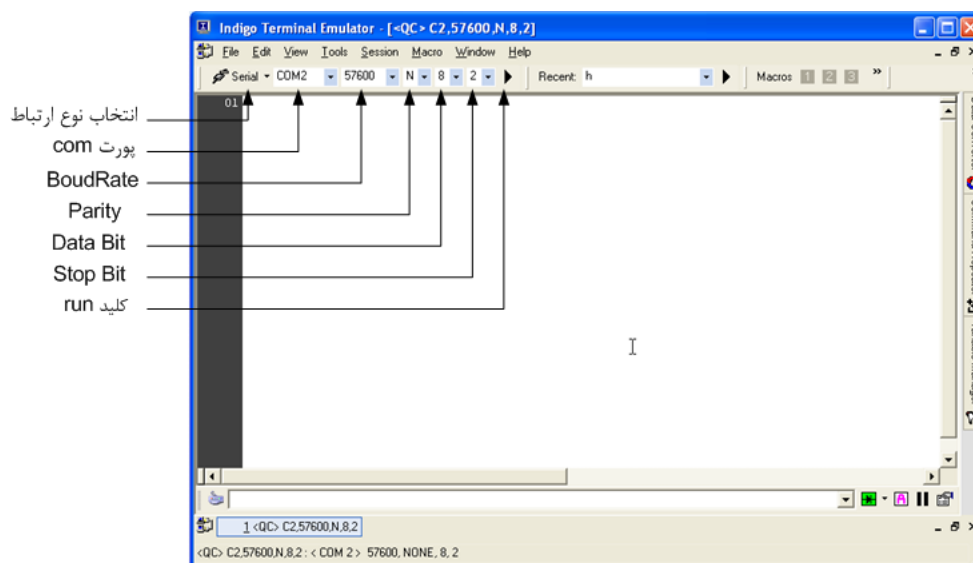 Indigo Terminal Emulator - [<QC> C2,57600,N,8,2]
File Edit View Tools Session Macro Window Help
Serial COM2 57600 N 8 2 Recent: h Macros 1 2 3 »
01
انتخاب نوع ارتباط
پورت com
BoudRate
Parity
Data Bit
Stop Bit
کلید run
A
1 <QC> C2,57600,N,8,2
<QC> C2,57600,N,8,2 : < COM 2 > 57600, NONE, 8, 2